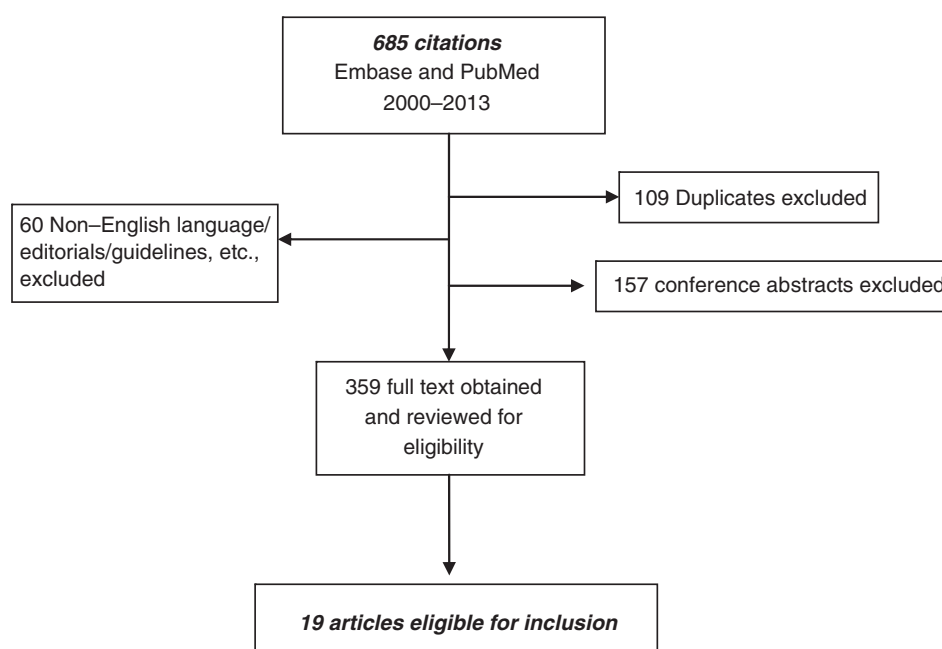 685 citations
Embase and PubMed
2000–2013
109 Duplicates excluded
60 Non–English language/
editorials/guidelines, etc.,
excluded
157 conference abstracts excluded
359 full text obtained
and reviewed for
eligibility
19 articles eligible for inclusion